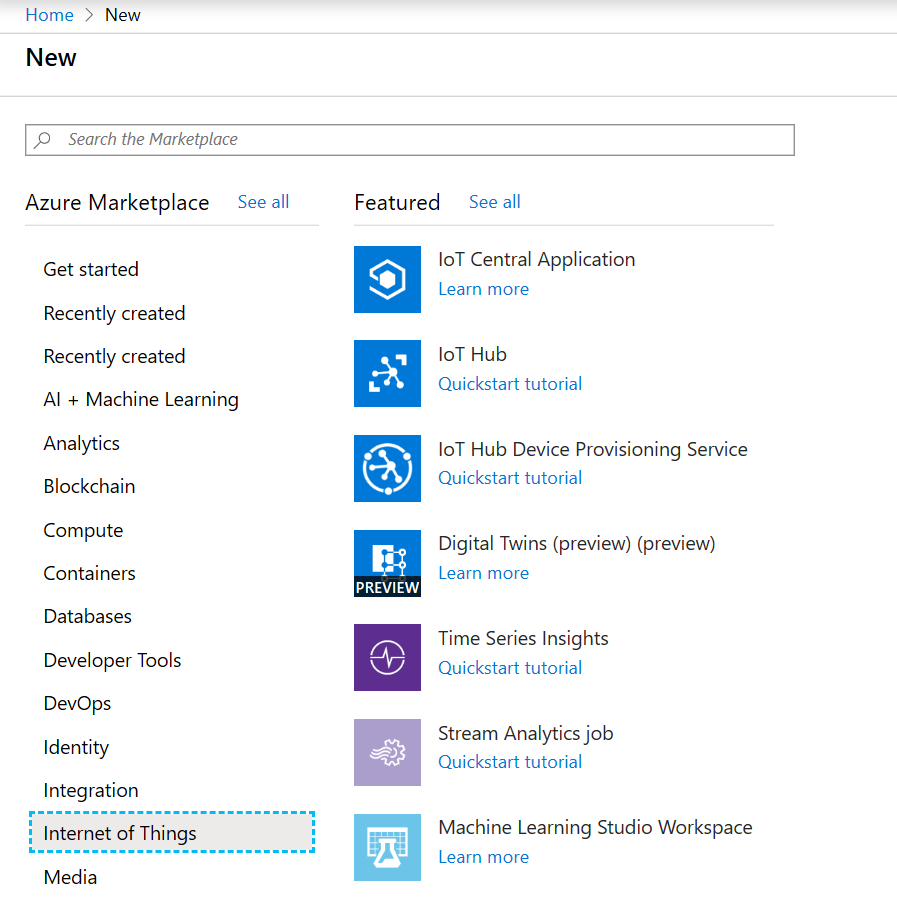 Home > New
New
Search the Marketplace
Azure Marketplace See all
Get started
Recently created
Recently created
AI + Machine Learning
Analytics
Blockchain
Compute
Containers
Databases
Developer Tools
DevOps
Identity
Integration
Internet of Things
Media
Featured See all
IoT Central Application
Learn more
IoT Hub
Quickstart tutorial
IoT Hub Device Provisioning Service
Quickstart tutorial
PREVIEW
Digital Twins (preview) (preview)
Learn more
Time Series Insights
Quickstart tutorial
Stream Analytics job
Quickstart tutorial
Machine Learning Studio Workspace
Learn more